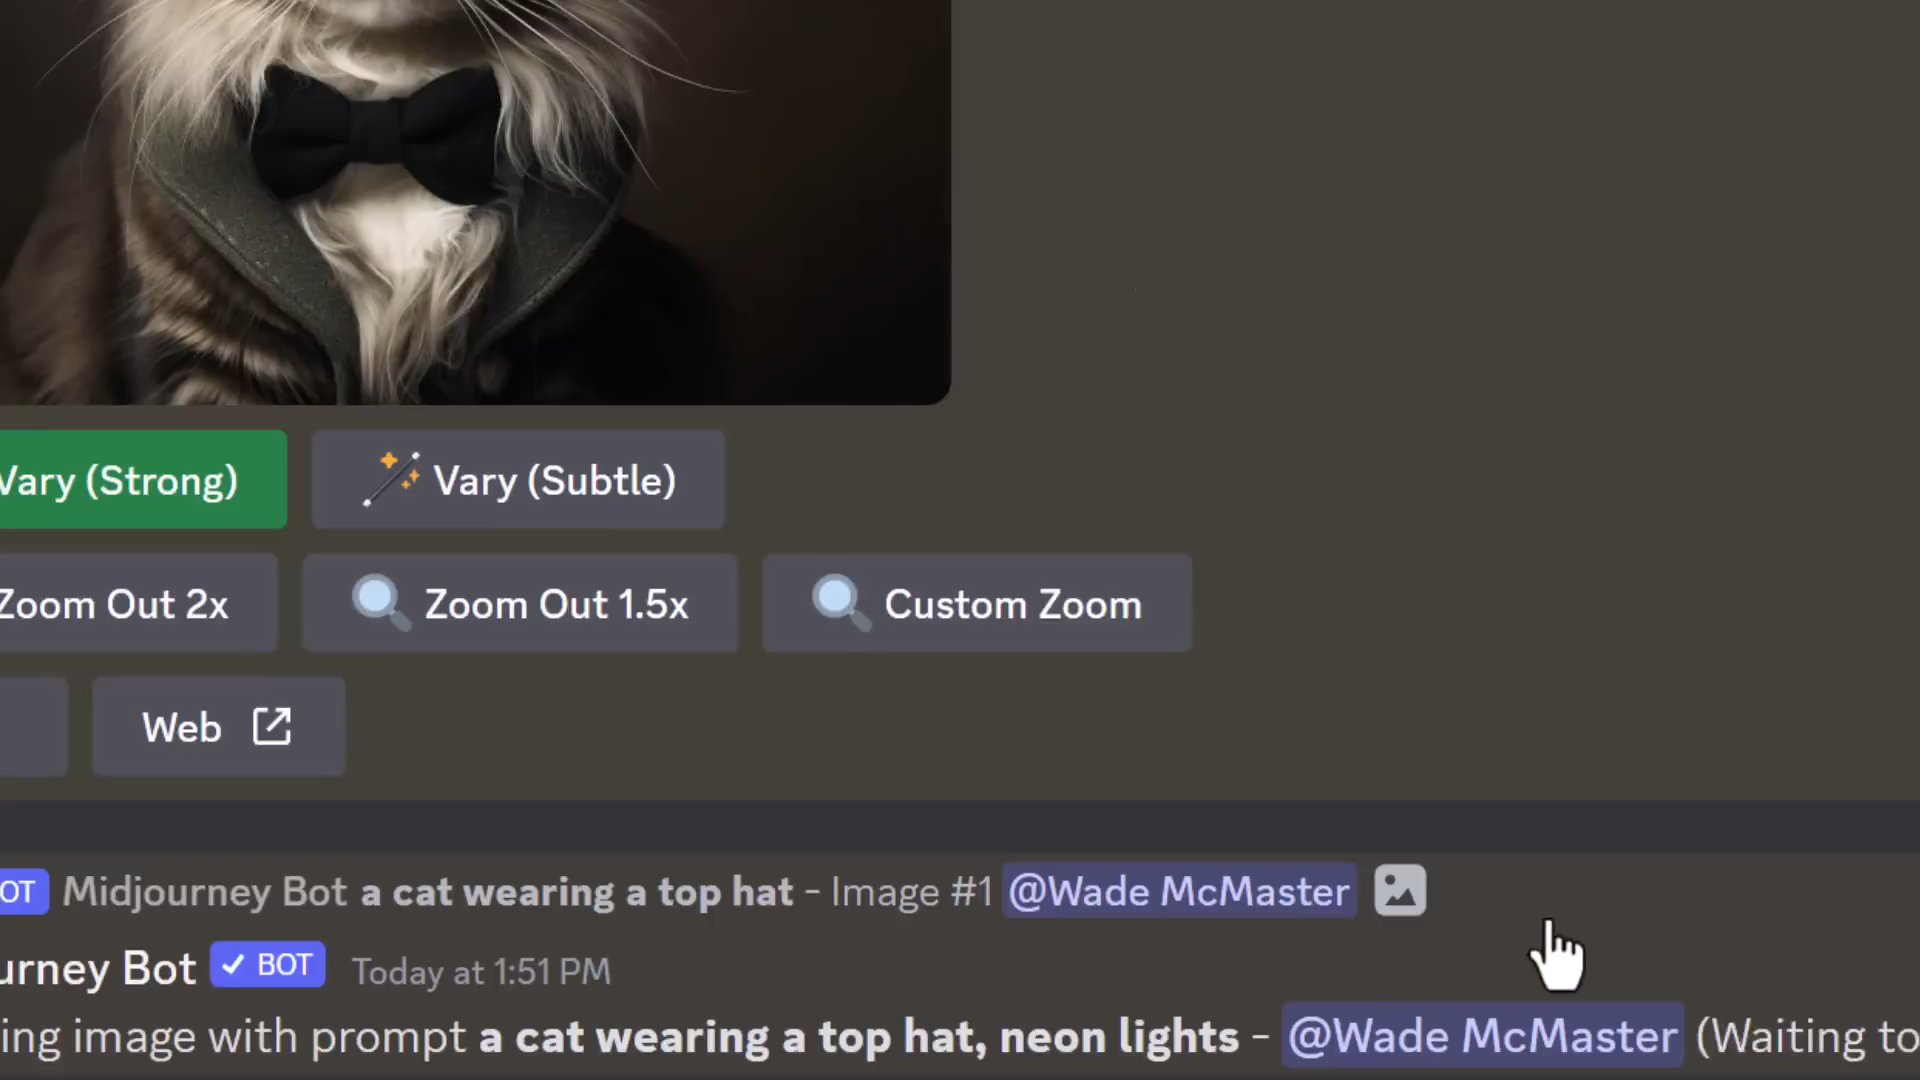 Vary (Strong) Vary (Subtle)
Zoom Out 2x Zoom Out 1.5x Custom Zoom
Web
OT Midjourney Bot a cat wearing a top hat - Image #1 @Wade McMaster
urney Bot ✓ BOT Today at 1:51 PM
ing image with prompt a cat wearing a top hat, neon lights - @Wade McMaster (Waiting to